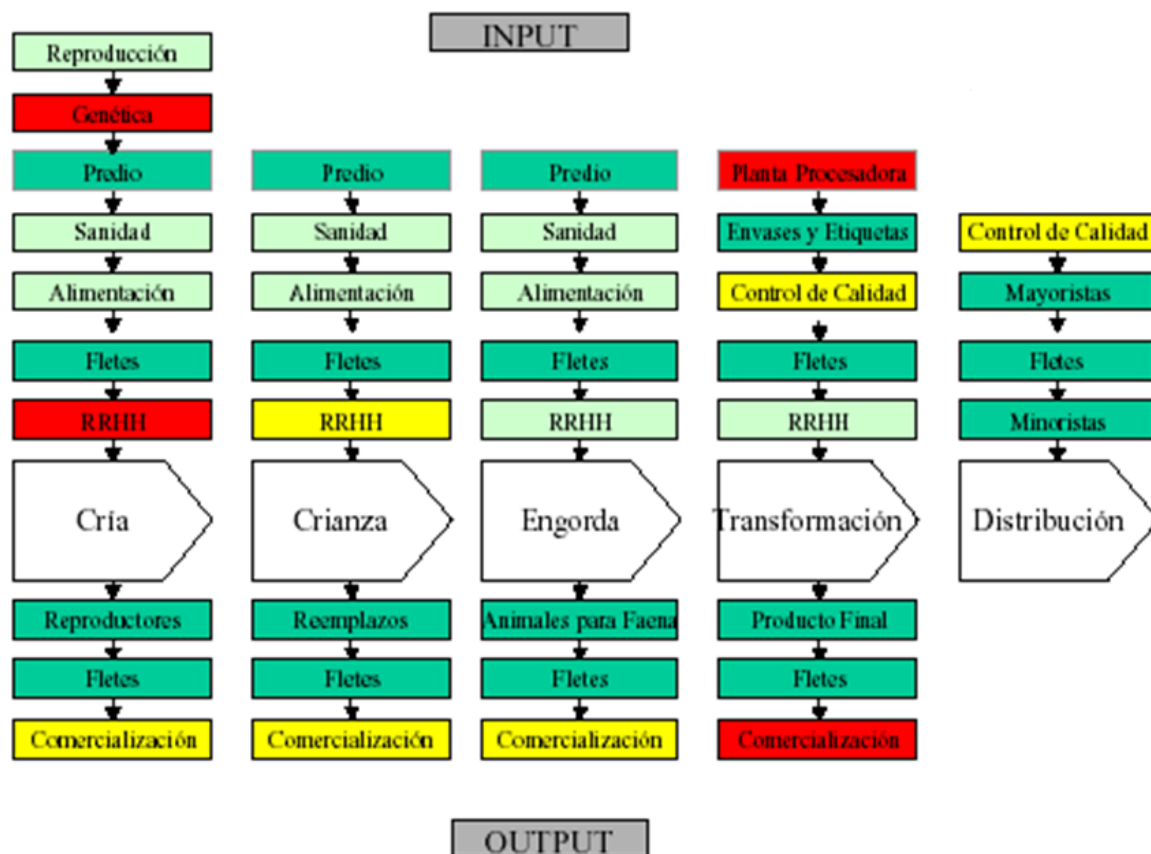 INPUT
Reproducción
Genética
Predio
Sanidad
Alimentación
Fletes
RRHH
Cría
Reproductores
Fletes
Comercialización
Predio
Sanidad
Alimentación
Fletes
RRHH
Crianza
Reemplazos
Fletes
Comercialización
Predio
Sanidad
Alimentación
Fletes
RRHH
Engorda
Animales para Faena
Fletes
Comercialización
Planta Procesadora
Envases y Etiquetas
Control de Calidad
Fletes
RRHH
Transformación
Producto Final
Fletes
Comercialización
Control de Calidad
Mayoristas
Fletes
Minoristas
Distribución
OUTPUT